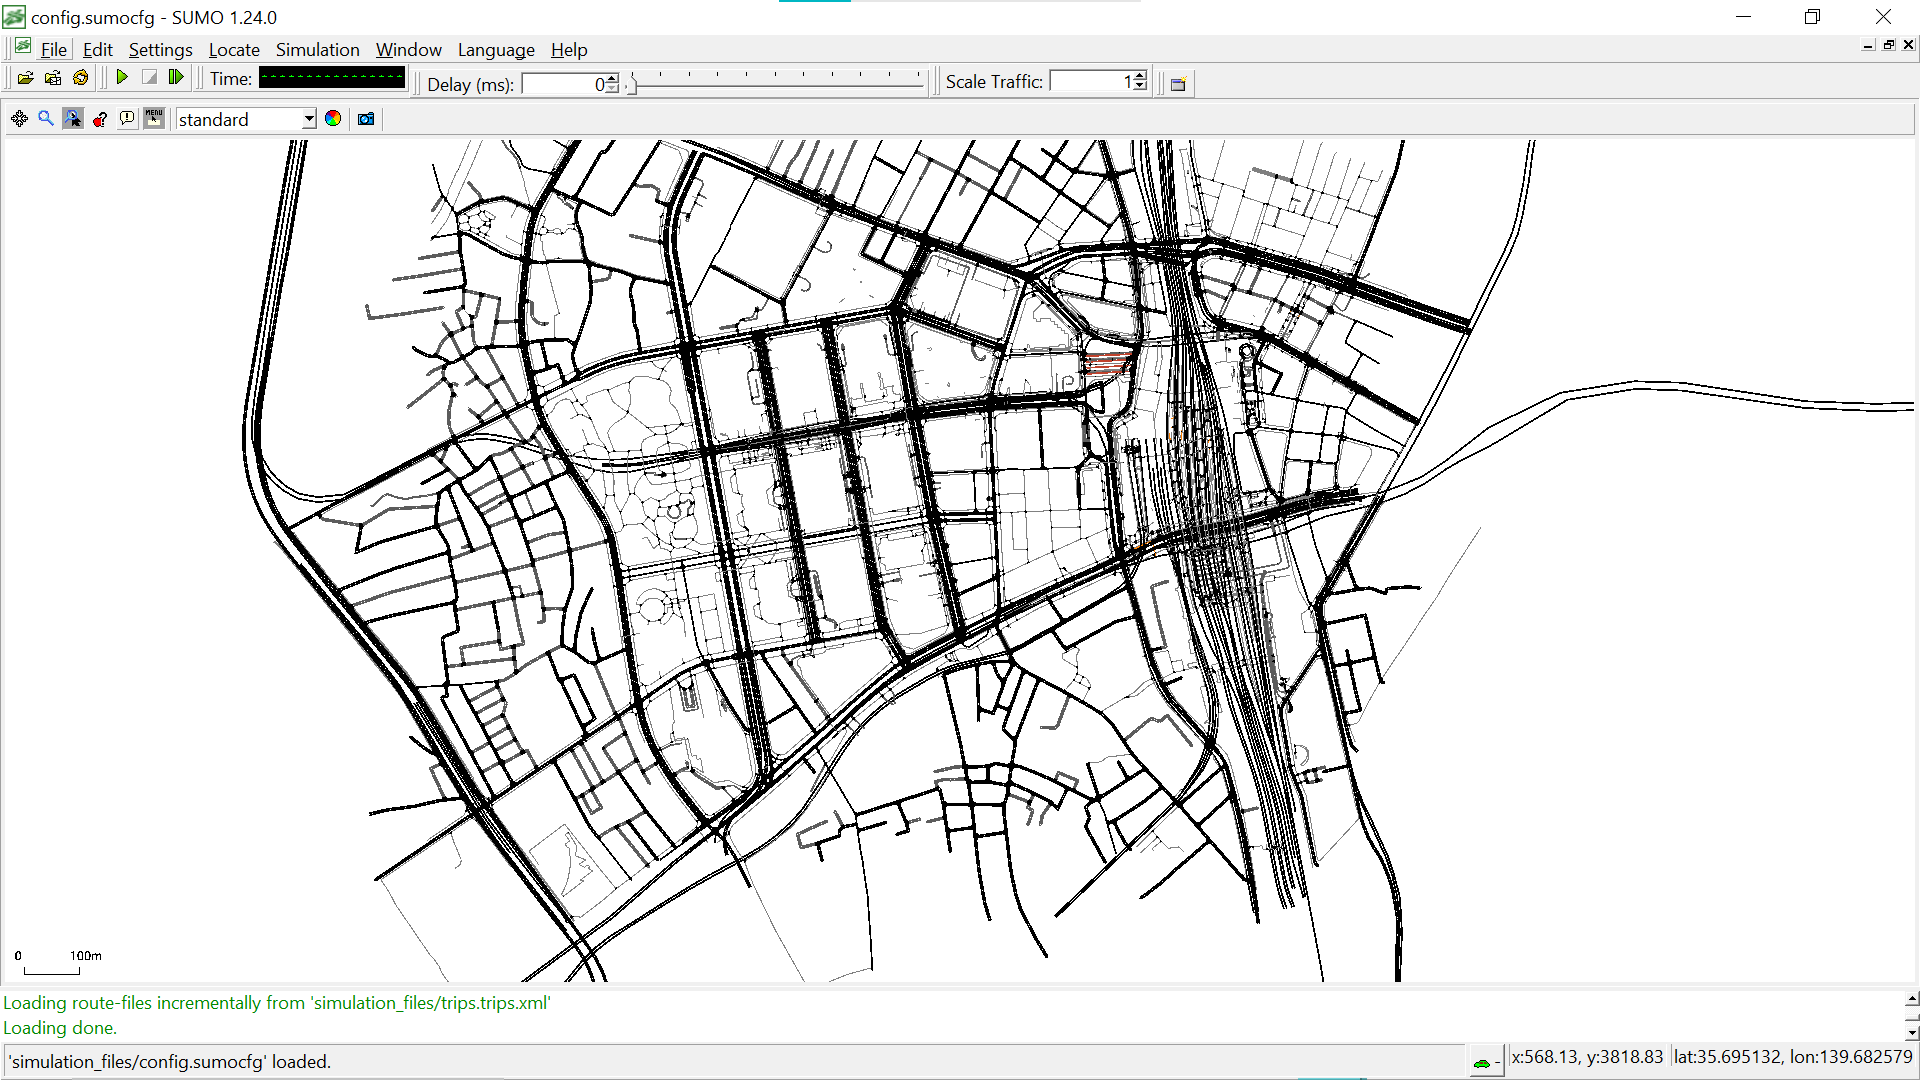 config.sumocfg - SUMO 1.24.0
File Edit Settings Locate Simulation Window Language Help
Time: Delay (ms): 0 Scale Traffic: 1
MENU
standard
0 100m
Loading route-files incrementally from 'simulation_files/trips.trips.xml'
Loading done.
'simulation_files/config.sumocfg' loaded.
- x:568.13, y:3818.83 lat:35.695132, lon:139.682579